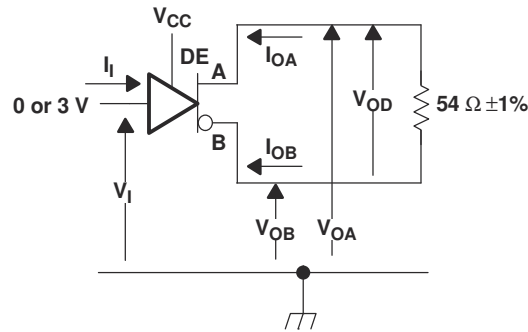 VCC
II
DE
A
IOA
0 or 3 V
VOD
54 Ω ±1%
B
IOB
VI
VOB
VOA